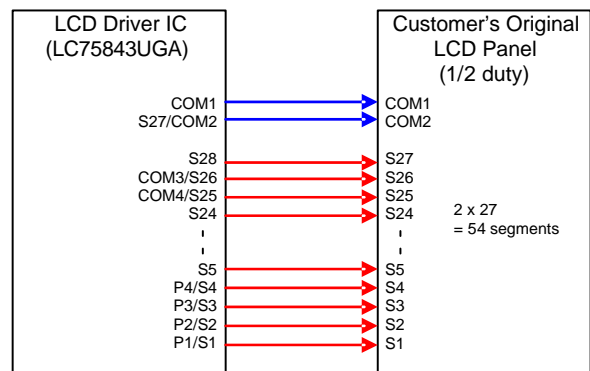 LCD Driver IC
(LC75843UGA)
COM1
S27/COM2
S28
COM3/S26
COM4/S25
S24
S5
P4/S4
P3/S3
P2/S2
P1/S1
Customer's Original
LCD Panel
(1/2 duty)
COM1
COM2
S27
S26
S25
S24
S5
S4
S3
S2
S1
2 x 27
= 54 segments